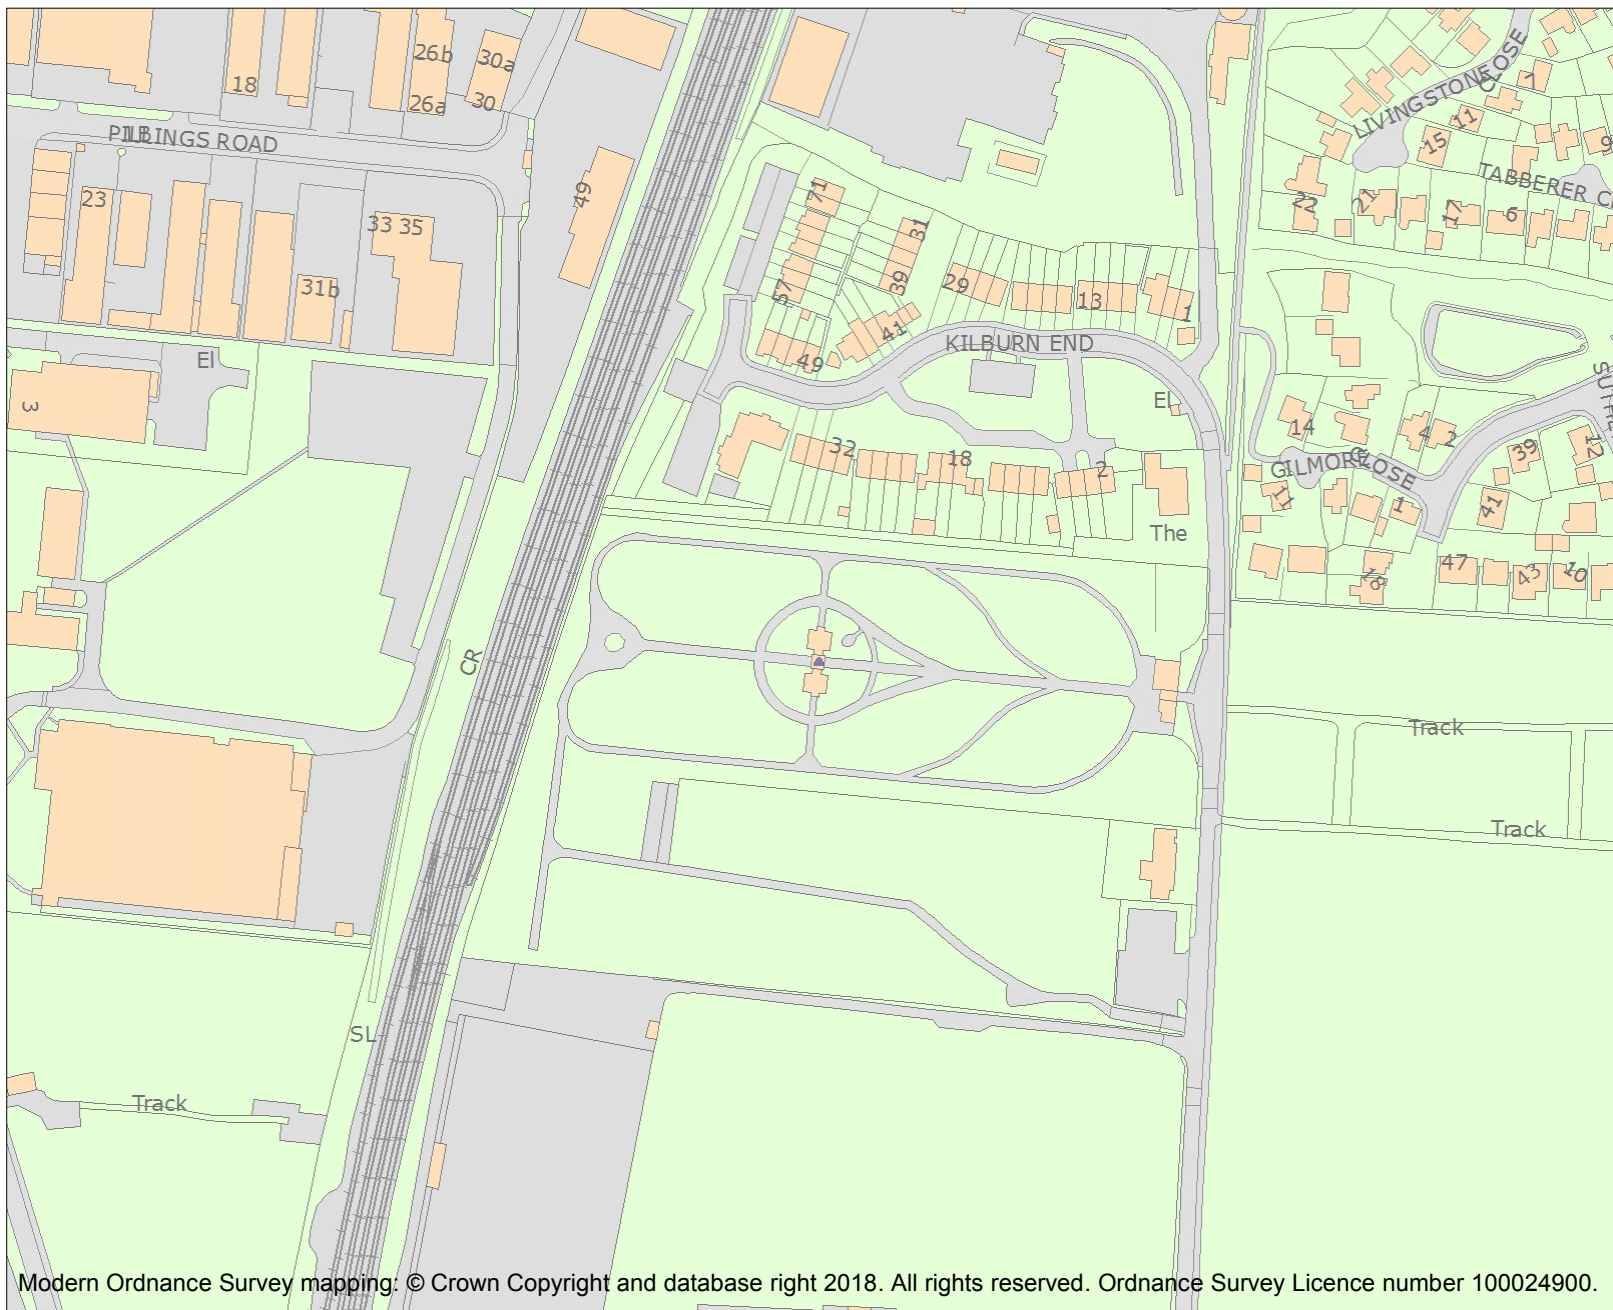 26b
30a
18
26a
30
PILLINGS ROAD
49
23
33 35
31b
El
3
71
31
39
57
29
13
1
41
49
KILBURN END
El
32
18
2
The
LIVINGSTONE CLOSE
7
11
15
9
TABBERER C
22
21
17
6
14
4
2
GILMORE CLOSE
39
12
11
1
41
18
47
43
10
CR
Track
Track
SL
Track
Modern Ordnance Survey mapping: © Crown Copyright and database right 2018. All rights reserved. Ordnance Survey Licence number 100024900.